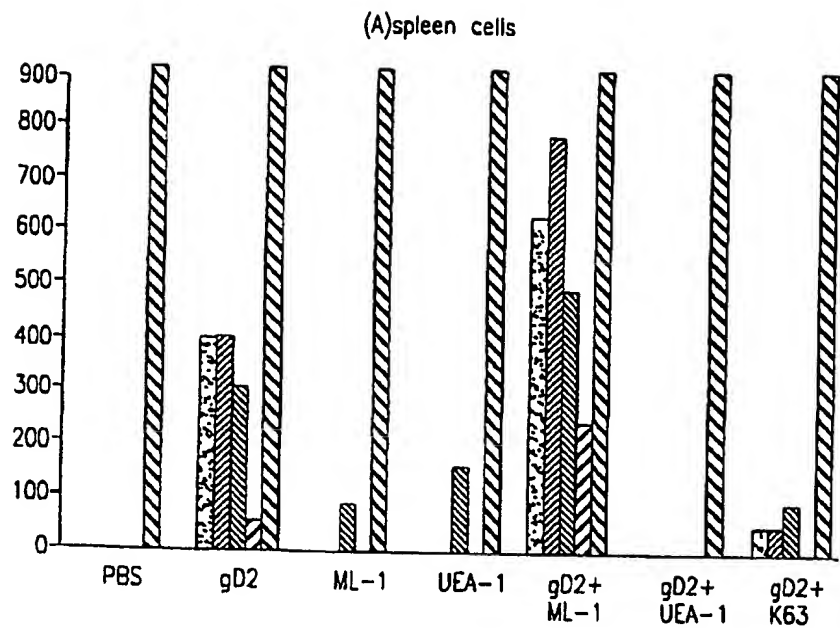 (A)spleen cells
900
800
700
600
500
400
300
200
100
0
PBS
gD2
ML-1
UEA-1
gD2+
ML-1
gD2+
UEA-1
gD2+
K63